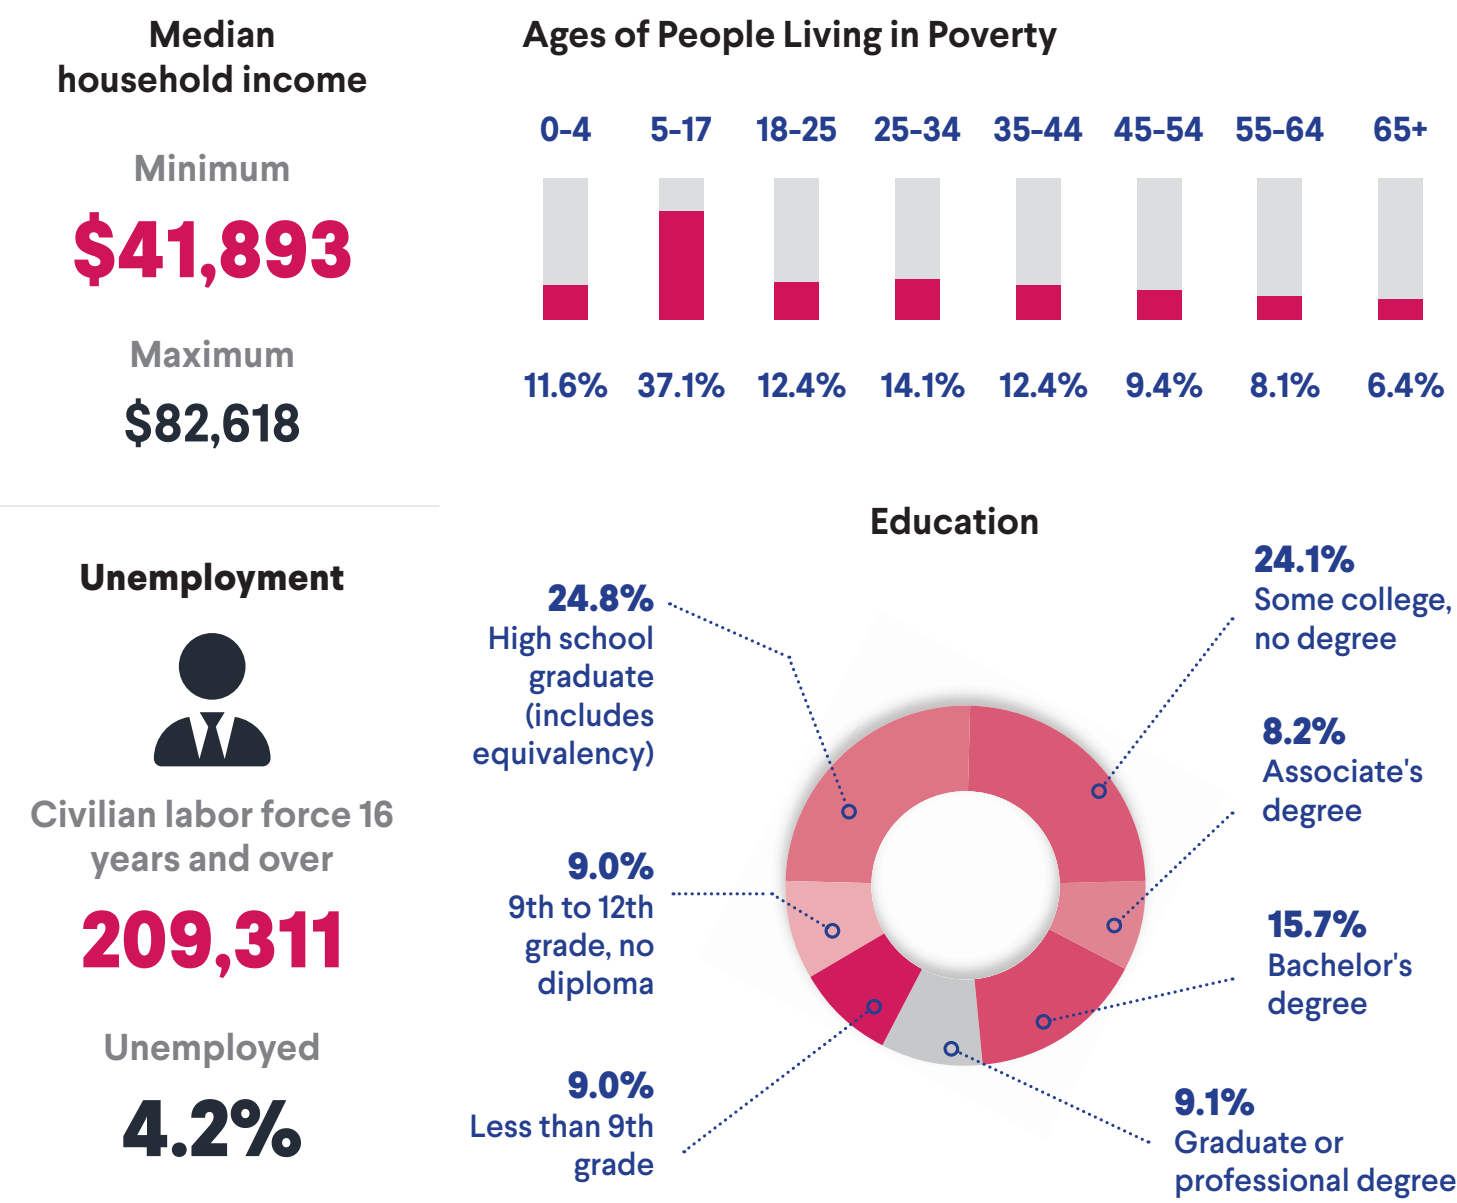 Median
household income
Minimum
$41,893
Maximum
$82,618
Ages of People Living in Poverty
0-4 5-17 18-25 25-34 35-44 45-54 55-64 65+
11.6% 37.1% 12.4% 14.1% 12.4% 9.4% 8.1% 6.4%
Unemployment
Civilian labor force 16
years and over
209,311
Unemployed
4.2%
Education
24.8%
High school
graduate
(includes
equivalency)
9.0%
9th to 12th
grade, no
diploma
9.0%
Less than 9th
grade
24.1%
Some college,
no degree
8.2%
Associate's
degree
15.7%
Bachelor's
degree
9.1%
Graduate or
professional degree